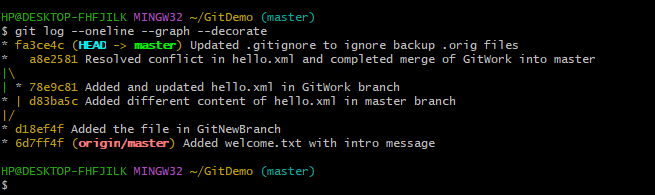 HP@DESKTOP-FHFJILK MINGW32 ~/GitDemo (master)
$ git log --oneline --graph --decorate
* fa3ce4c (HEAD -> master) Updated .gitignore to ignore backup .orig files
*   a8e2581 Resolved conflict in hello.xml and completed merge of GitWork into master
|\
| * 78e9c81 Added and updated hello.xml in GitWork branch
* | d83ba5c Added different content of hello.xml in master branch
|/
* d18ef4f Added the file in GitNewBranch
* 6d7ff4f (origin/master) Added welcome.txt with intro message
HP@DESKTOP-FHFJILK MINGW32 ~/GitDemo (master)
$